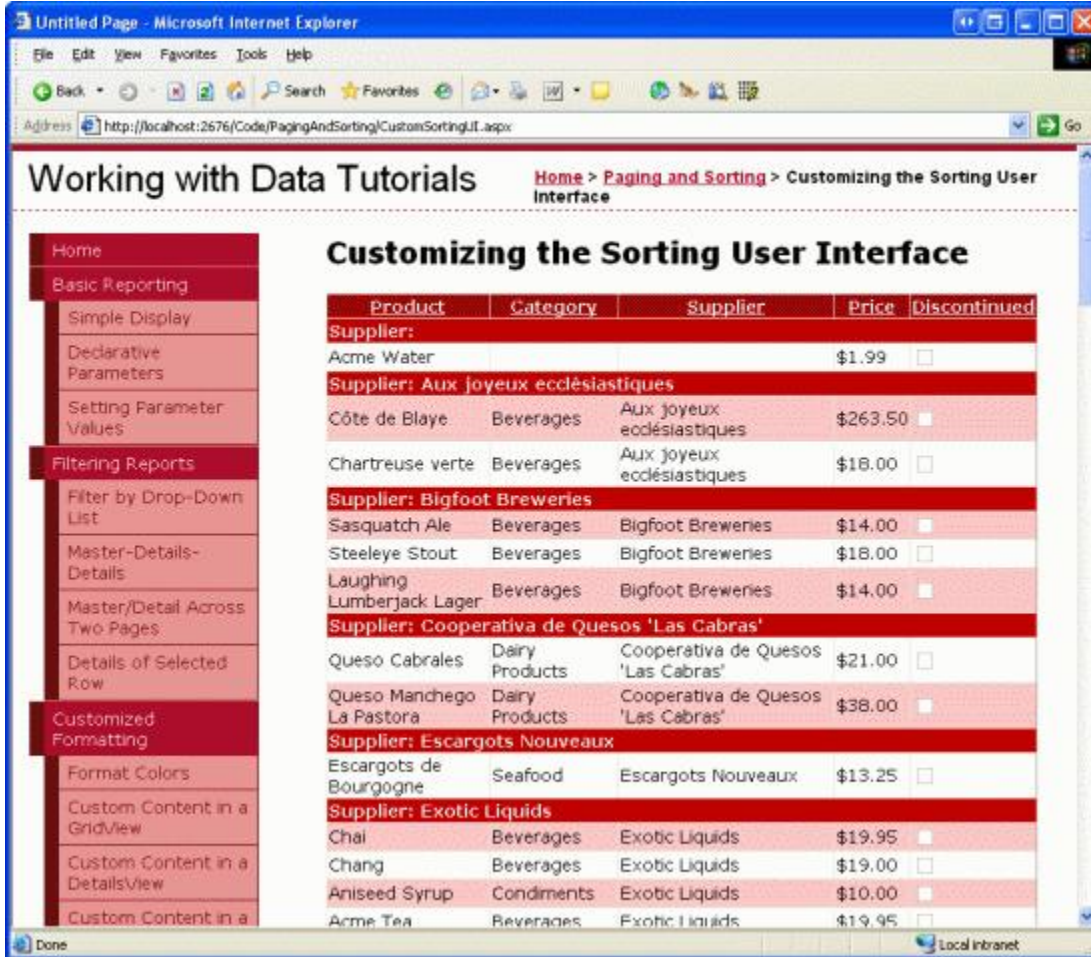 Untitled Page - Microsoft Internet Explorer
File Edit View Favorites Tools Help
Back Search Favorites
Address http://localhost:2676/Code/PagingAndSorting/CustomSortingUI.aspx Go
Working with Data Tutorials
Home > Paging and Sorting > Customizing the Sorting User
Interface
Home
Basic Reporting
Simple Display
Declarative
Parameters
Setting Parameter
Values
Filtering Reports
Filter by Drop-Down
List
Master-Details-
Details
Master/Detail Across
Two Pages
Details of Selected
Row
Customized
Formatting
Format Colors
Custom Content in a
GridView
Custom Content in a
DetailsView
Custom Content in a
Customizing the Sorting User Interface
Product Category Supplier Price Discontinued
Supplier:
Acme Water $1.99
Supplier: Aux joyeux ecclésiastiques
Côte de Blaye Beverages Aux joyeux
ecclésiastiques $263.50
Chartreuse verte Beverages Aux joyeux
ecclésiastiques $18.00
Supplier: Bigfoot Breweries
Sasquatch Ale Beverages Bigfoot Breweries $14.00
Steeleye Stout Beverages Bigfoot Breweries $18.00
Laughing
Lumberjack Lager Beverages Bigfoot Breweries $14.00
Supplier: Cooperativa de Quesos 'Las Cabras'
Queso Cabrales Dairy
Products Cooperativa de Quesos
'Las Cabras' $21.00
Queso Manchego
La Pastora Dairy
Products Cooperativa de Quesos
'Las Cabras' $38.00
Supplier: Escargots Nouveaux
Escargots de
Bourgogne Seafood Escargots Nouveaux $13.25
Supplier: Exotic Liquids
Chai Beverages Exotic Liquids $19.95
Chang Beverages Exotic Liquids $19.00
Aniseed Syrup Condiments Exotic Liquids $10.00
Acme Tea Beverages Exotic Liquids $19.95
Done Local intranet